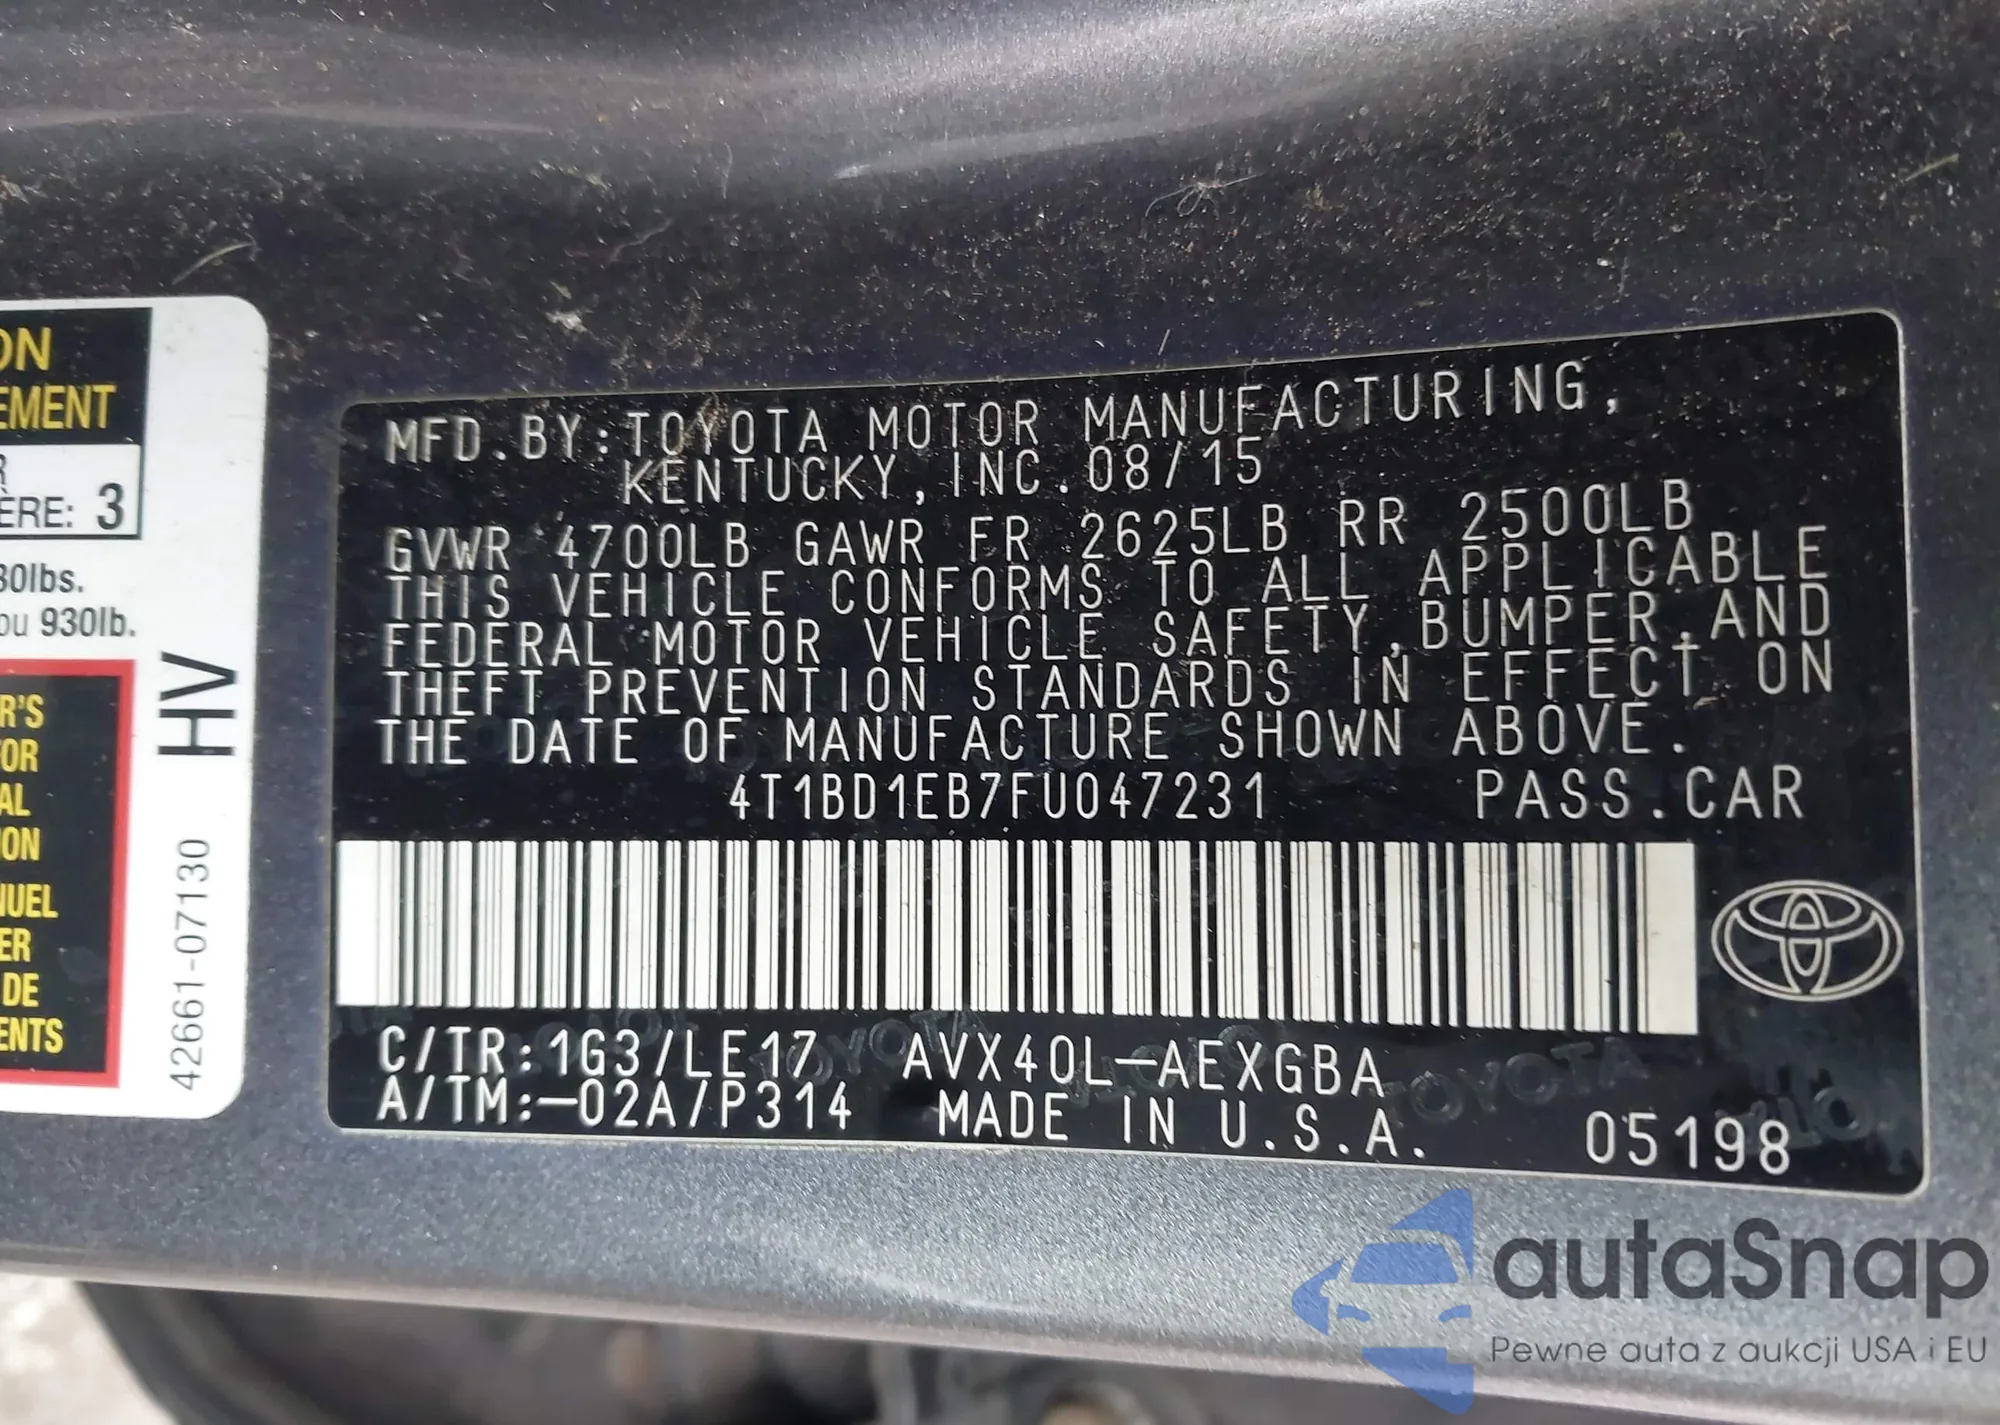 ON
EMENT
R
ÈRE: 3
30lbs.
ou 930lb.
R'S
FOR
AL
ION
NUEL
ER
DE
ENTS
HV
42661-07130
MFD.BY:TOYOTA MOTOR MANUFACTURING,
KENTUCKY, INC.08/15
GVWR 4700LB GAWR FR 2625LB RR 2500LB
THIS VEHICLE CONFORMS TO ALL APPLICABLE
FEDERAL MOTOR VEHICLE SAFETY,BUMPER,AND
THEFT PREVENTION STANDARDS IN EFFECT ON
THE DATE OF MANUFACTURE SHOWN ABOVE.
4T1BD1EB7FU047231 PASS.CAR
C/TR:1G3/LE17 AVX40L-AEXGBA
A/TM:-02A/P314 MADE IN U.S.A. 05198
autaSnap
Pewne auta z aukcji USA i EU